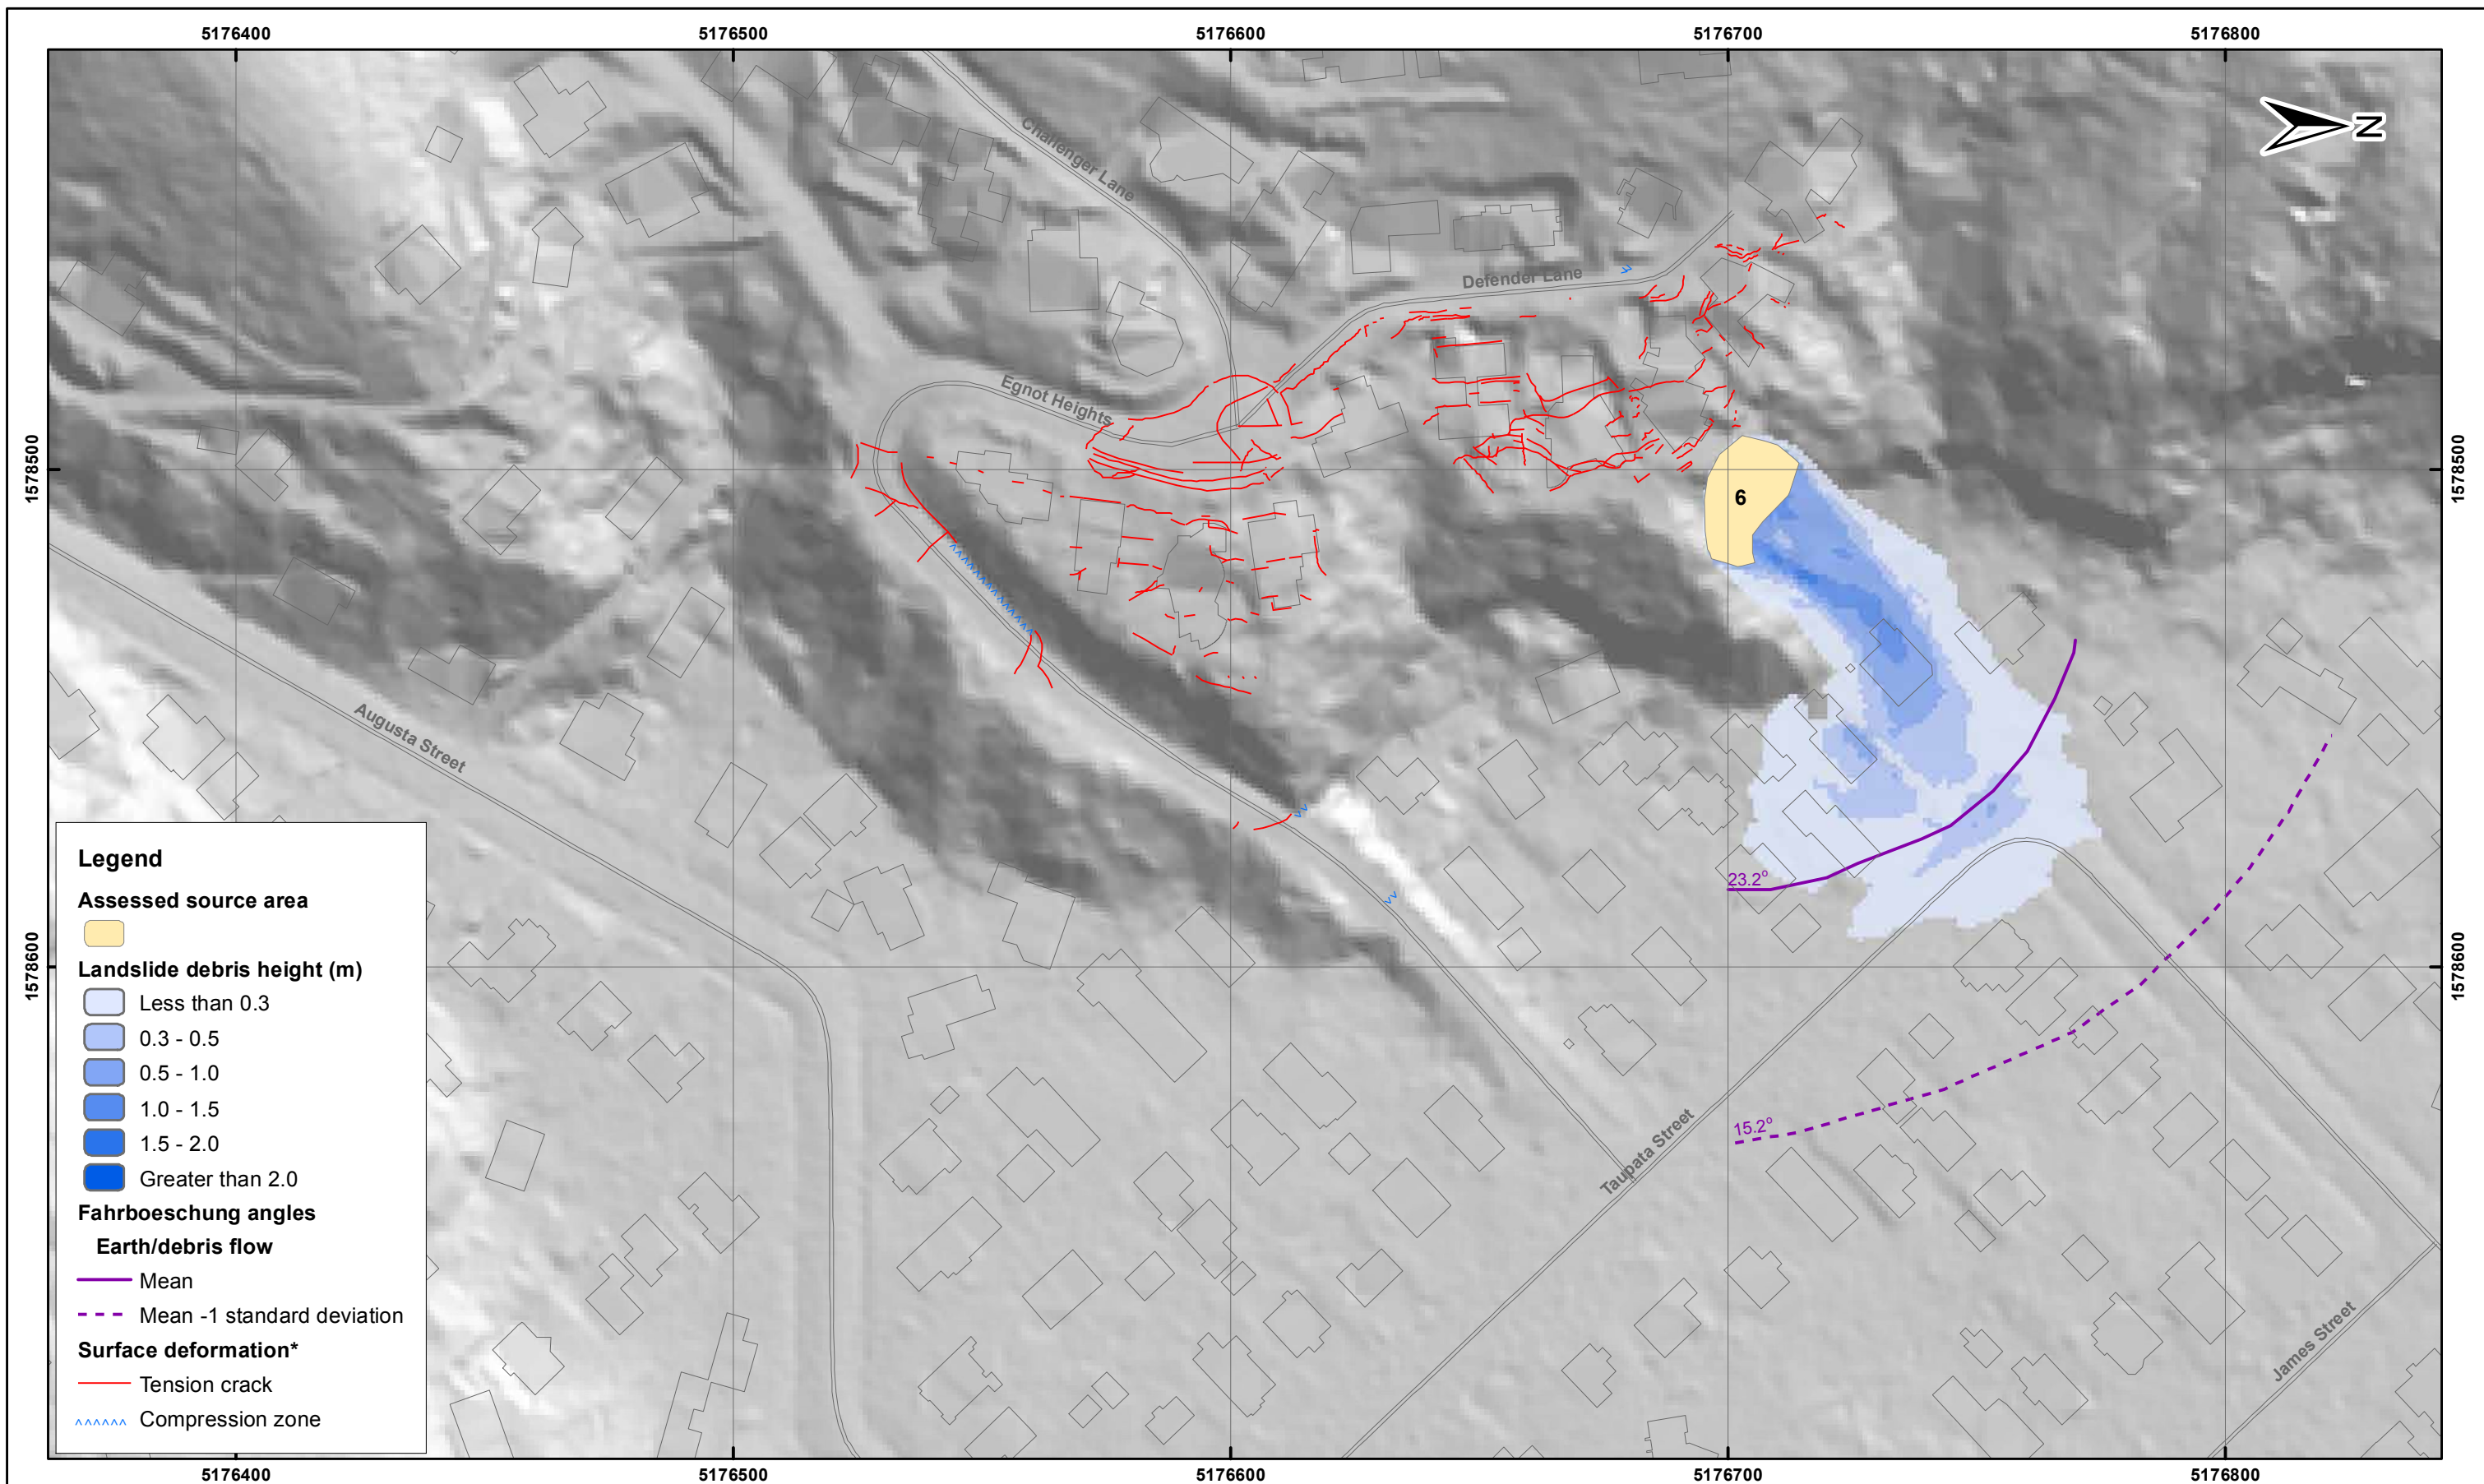 5176400 5176500 5176600 5176700 5176800
N
Challenger Lane
Defender Lane
Egnot Heights
1578500 1578500
6
Augusta Street
23.2°
1578600 1578600
15.2°
Taupata Street
James Street
Legend
Assessed source area
Landslide debris height (m)
Less than 0.3
0.3 - 0.5
0.5 - 1.0
1.0 - 1.5
1.5 - 2.0
Greater than 2.0
Fahrboeschung angles
Earth/debris flow
Mean
Mean -1 standard deviation
Surface deformation*
Tension crack
Compression zone
5176400 5176500 5176600 5176700 5176800